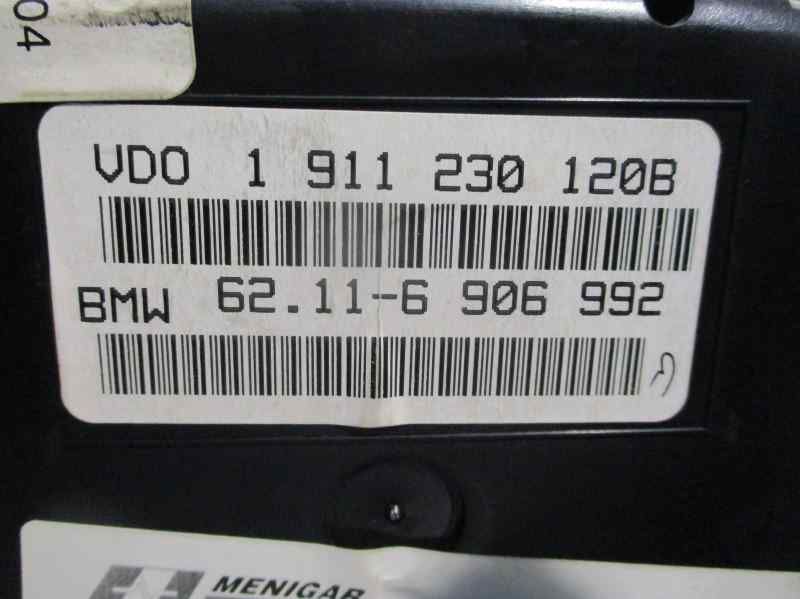 04
VDO 1 911 230 120B
BMW 62.11-6 906 992
MENIGAR